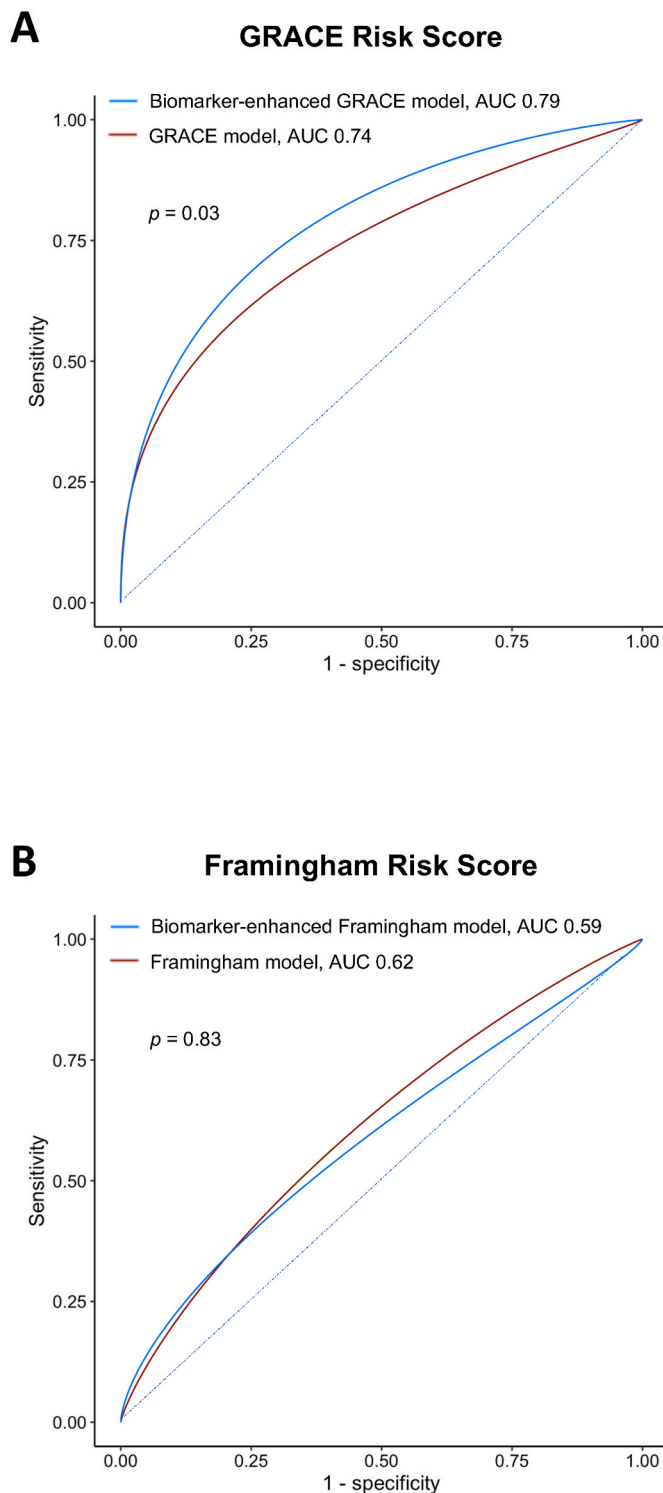 A
GRACE Risk Score
Biomarker-enhanced GRACE model, AUC 0.79
GRACE model, AUC 0.74
p = 0.03
1.00
0.75
0.50
0.25
0.00
Sensitivity
0.00 0.25 0.50 0.75 1.00
1 - specificity
B
Framingham Risk Score
Biomarker-enhanced Framingham model, AUC 0.59
Framingham model, AUC 0.62
p = 0.83
1.00
0.75
0.50
0.25
0.00
Sensitivity
0.00 0.25 0.50 0.75 1.00
1 - specificity